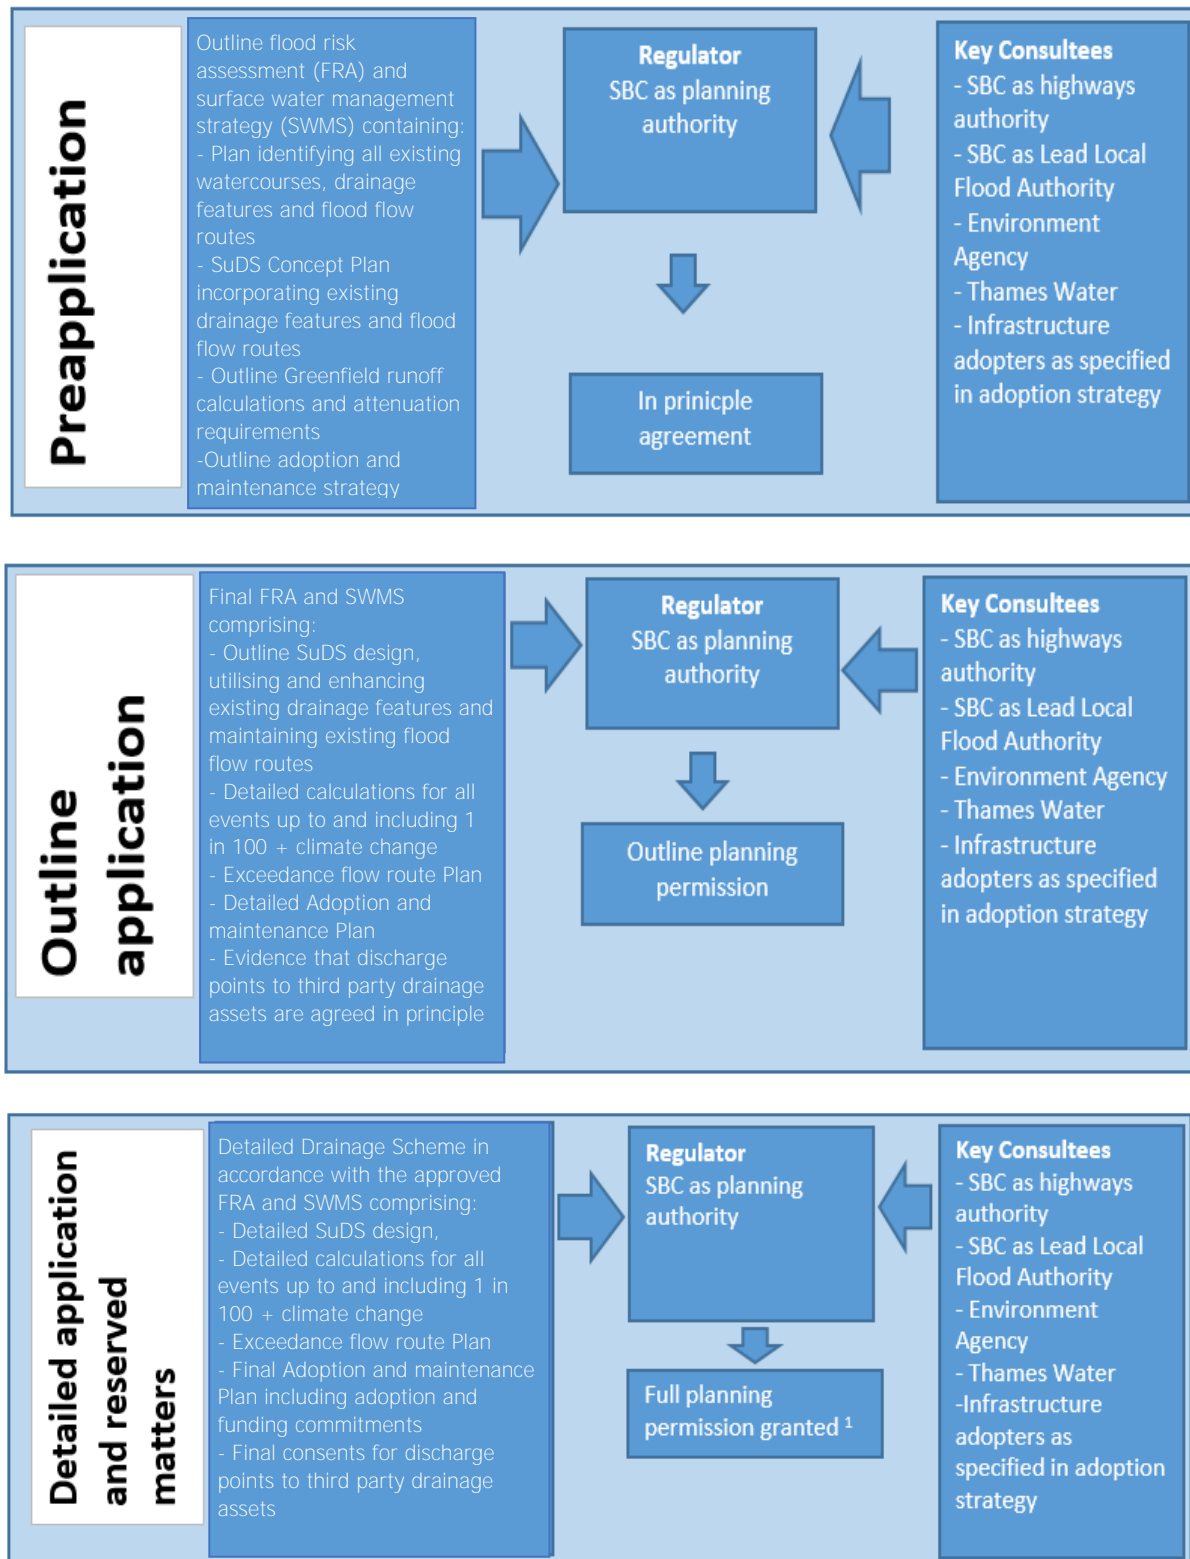 Preapplication
Outline flood risk
assessment (FRA) and
surface water management
strategy (SWMS) containing:
- Plan identifying all existing
watercourses, drainage
features and flood flow
routes
- SuDS Concept Plan
incorporating existing
drainage features and flood
flow routes
- Outline Greenfield runoff
calculations and attenuation
requirements
-Outline adoption and
maintenance strategy
Regulator
SBC as planning
authority
In prinicple
agreement
Key Consultees
- SBC as highways
authority
- SBC as Lead Local
Flood Authority
- Environment
Agency
- Thames Water
- Infrastructure
adopters as specified
in adoption strategy
Outline
application
Final FRA and SWMS
comprising:
- Outline SuDS design,
utilising and enhancing
existing drainage features and
maintaining existing flood
flow routes
- Detailed calculations for all
events up to and including 1
in 100 + climate change
- Exceedance flow route Plan
- Detailed Adoption and
maintenance Plan
- Evidence that discharge
points to third party drainage
assets are agreed in principle
Regulator
SBC as planning
authority
Outline planning
permission
Key Consultees
- SBC as highways
authority
- SBC as Lead Local
Flood Authority
- Environment Agency
- Thames Water
- Infrastructure
adopters as specified
in adoption strategy
Detailed application
and reserved
matters
Detailed Drainage Scheme in
accordance with the approved
FRA and SWMS comprising:
- Detailed SuDS design,
- Detailed calculations for all
events up to and including 1 in
100 + climate change
- Exceedance flow route Plan
- Final Adoption and maintenance
Plan including adoption and
funding commitments
- Final consents for discharge
points to third party drainage
assets
Regulator
SBC as planning
authority
Full planning
permission granted ¹
Key Consultees
- SBC as highways
authority
- SBC as Lead Local
Flood Authority
- Environment
Agency
- Thames Water
-Infrastructure
adopters as
specified in adoption
strategy